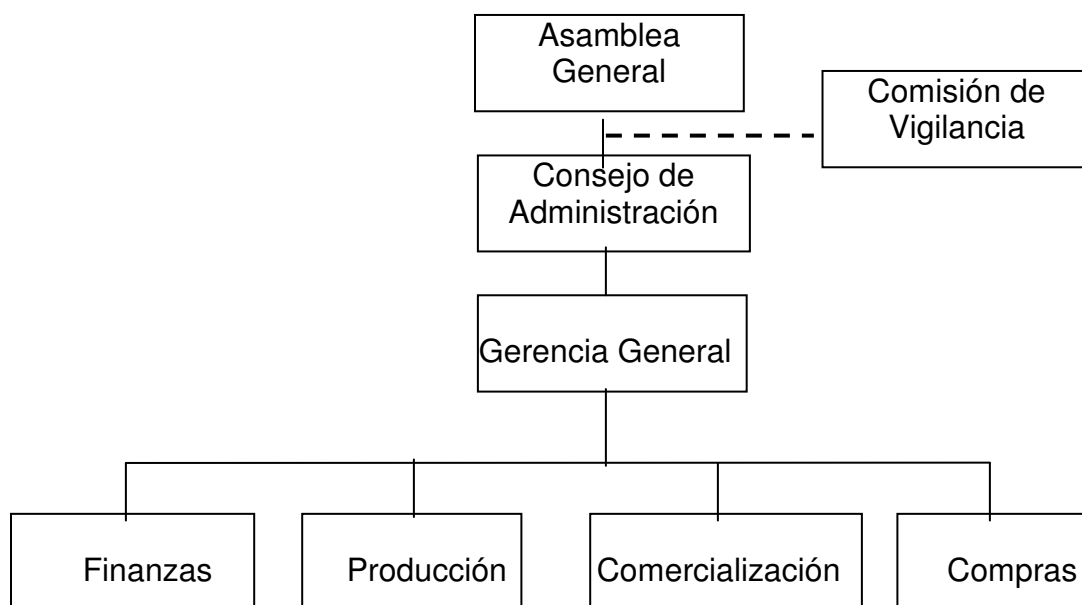 Asamblea
General
Comisión de
Vigilancia
Consejo de
Administración
Gerencia General
Finanzas
Producción
Comercialización
Compras